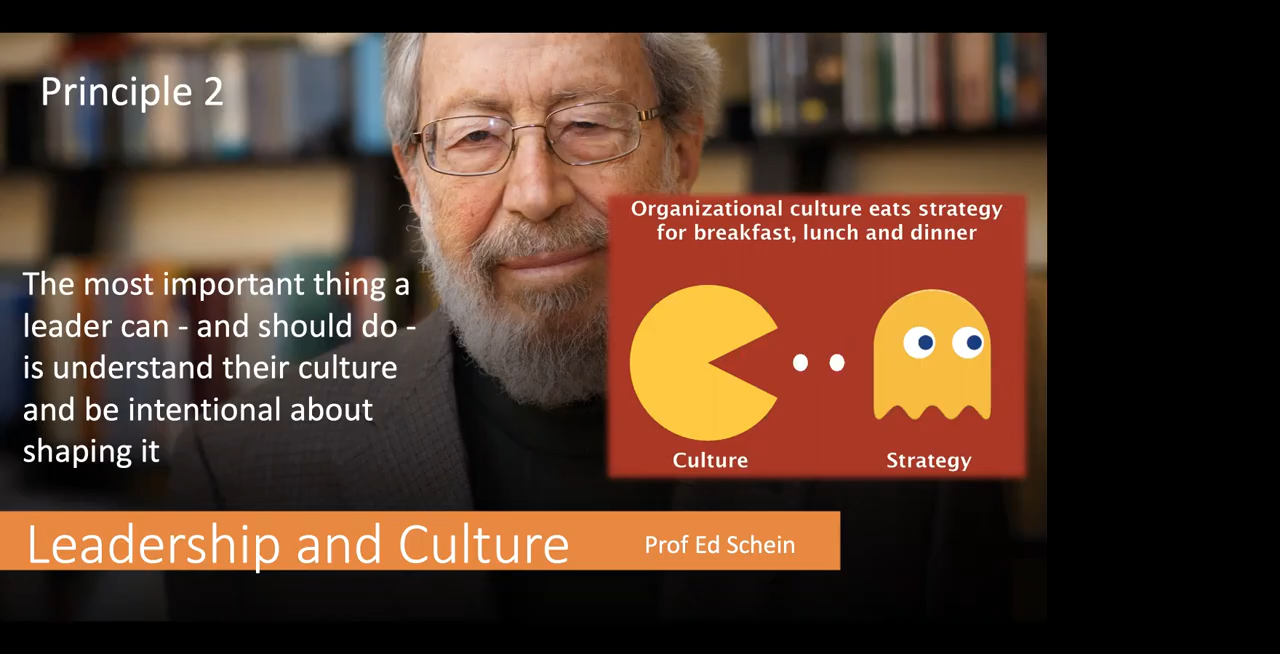 Principle 2
Organizational culture eats strategy
for breakfast, lunch and dinner
The most important thing a
leader can - and should do -
is understand their culture
and be intentional about
shaping it
Culture
Strategy
Leadership and Culture
Prof Ed Schein